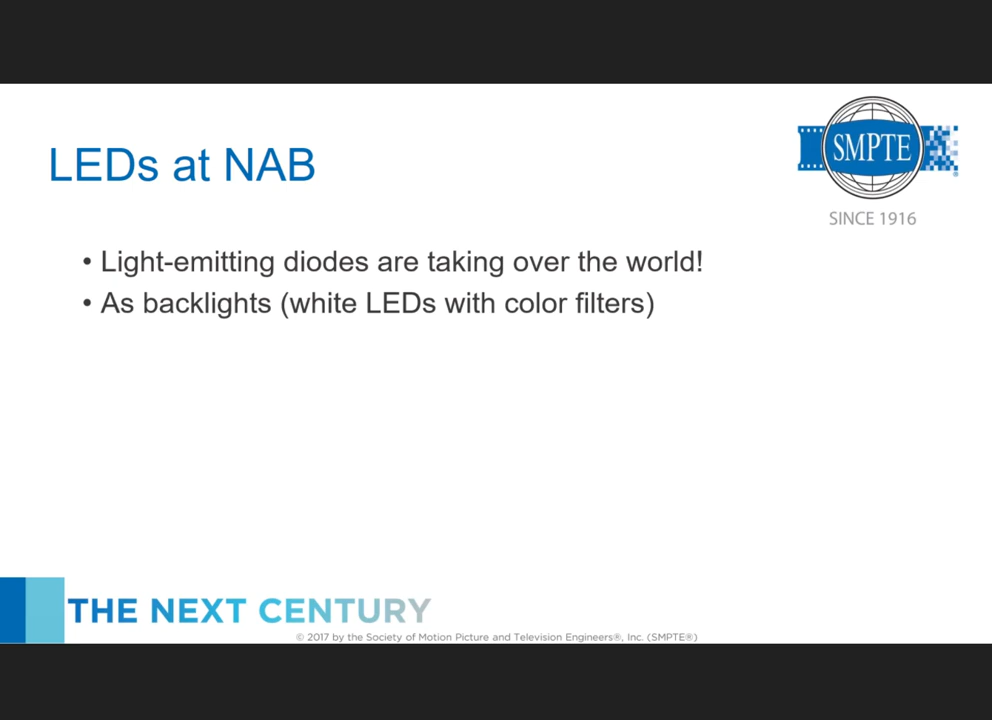 SMPTE
SINCE 1916
LEDs at NAB
• Light-emitting diodes are taking over the world!
• As backlights (white LEDs with color filters)
THE NEXT CENTURY
© 2017 by the Society of Motion Picture and Television Engineers®, Inc. (SMPTE®)